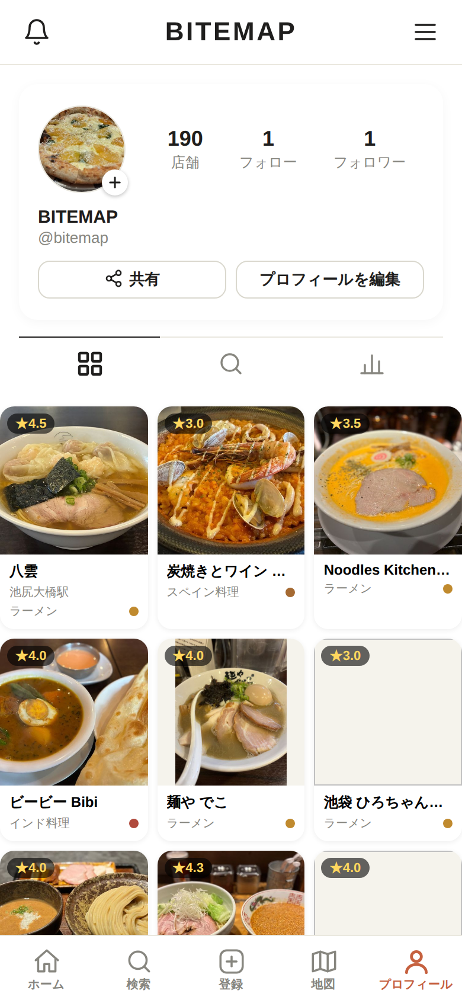 BITEMAP
190
店舗
1
フォロー
1
フォロワー
BITEMAP
@bitemap
共有
プロフィールを編集
★4.5
★3.0
★3.5
八雲
池尻大橋駅
ラーメン
炭焼きとワイン …
スペイン料理
Noodles Kitchen…
ラーメン
★4.0
★4.0
★3.0
麺や
ビービー Bibi
インド料理
麺や でこ
ラーメン
池袋 ひろちゃん…
ラーメン
★4.0
★4.3
★4.0
ホーム
検索
登録
地図
プロフィール